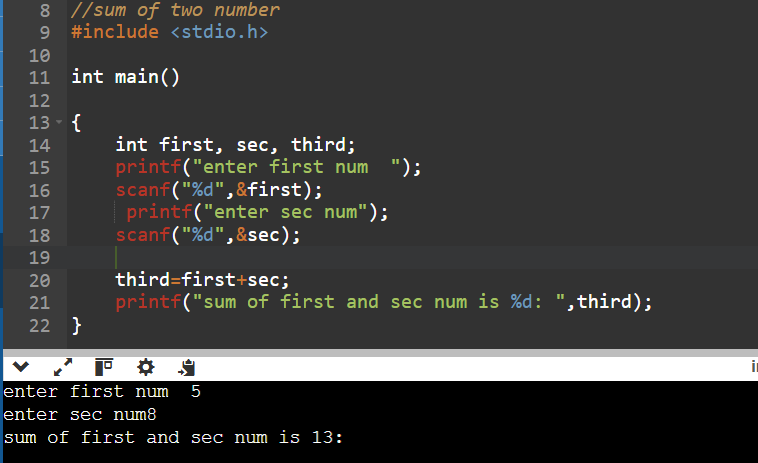 8 //sum of two number
9 #include <stdio.h>
10
11 int main()
12
13 {
14 int first, sec, third;
15 printf("enter first num  ");
16 scanf("%d",&first);
17 printf("enter sec num");
18 scanf("%d",&sec);
19
20 third=first+sec;
21 printf("sum of first and sec num is %d: ",third);
22 }
enter first num  5
enter sec num8
sum of first and sec num is 13: